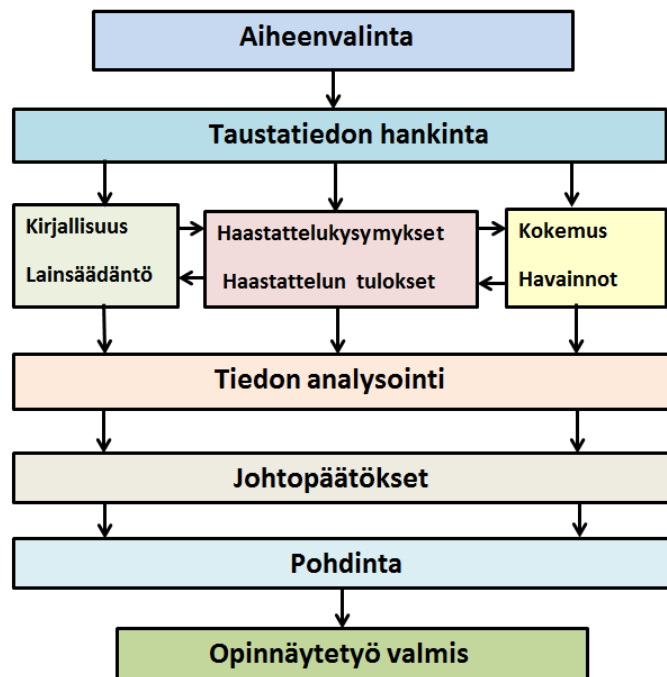 Aiheenvalinta
Taustatiedon hankinta
Kirjallisuus
Lainsäädäntö
Haastattelukysymykset
Haastattelun tulokset
Kokemus
Havainnot
Tiedon analysointi
Johtopäätökset
Pohdinta
Opinnäytetyö valmis